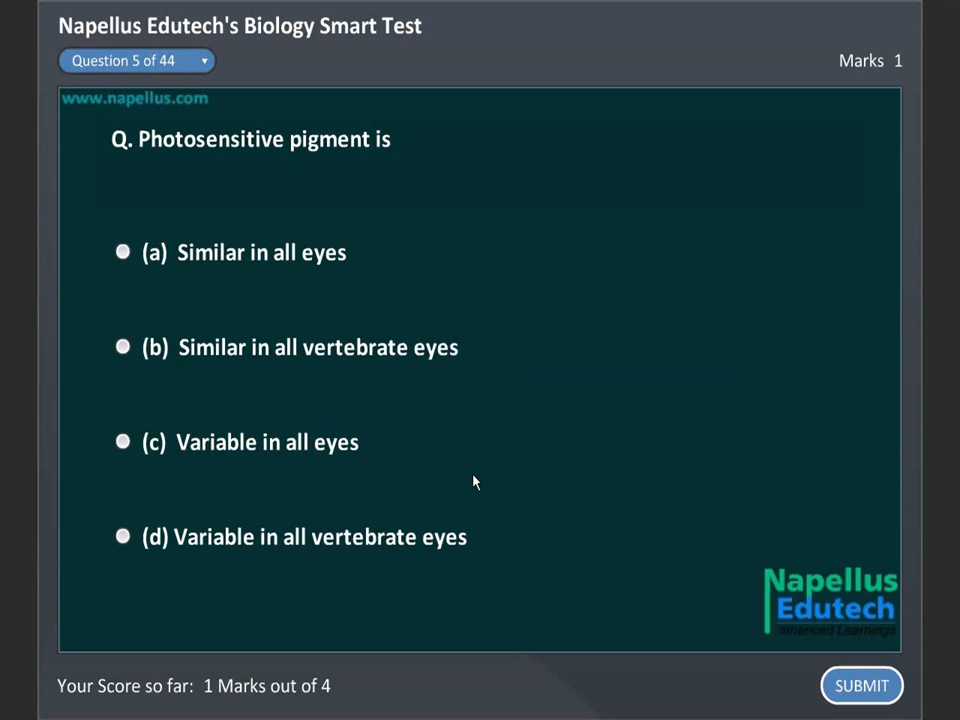 Napellus Edutech's Biology Smart Test
Question 5 of 44
Marks 1
www.napellus.com
Q. Photosensitive pigment is
(a) Similar in all eyes
(b) Similar in all vertebrate eyes
(c) Variable in all eyes
(d) Variable in all vertebrate eyes
Napellus
Edutech
Enhanced Learnings
Your Score so far: 1 Marks out of 4
SUBMIT